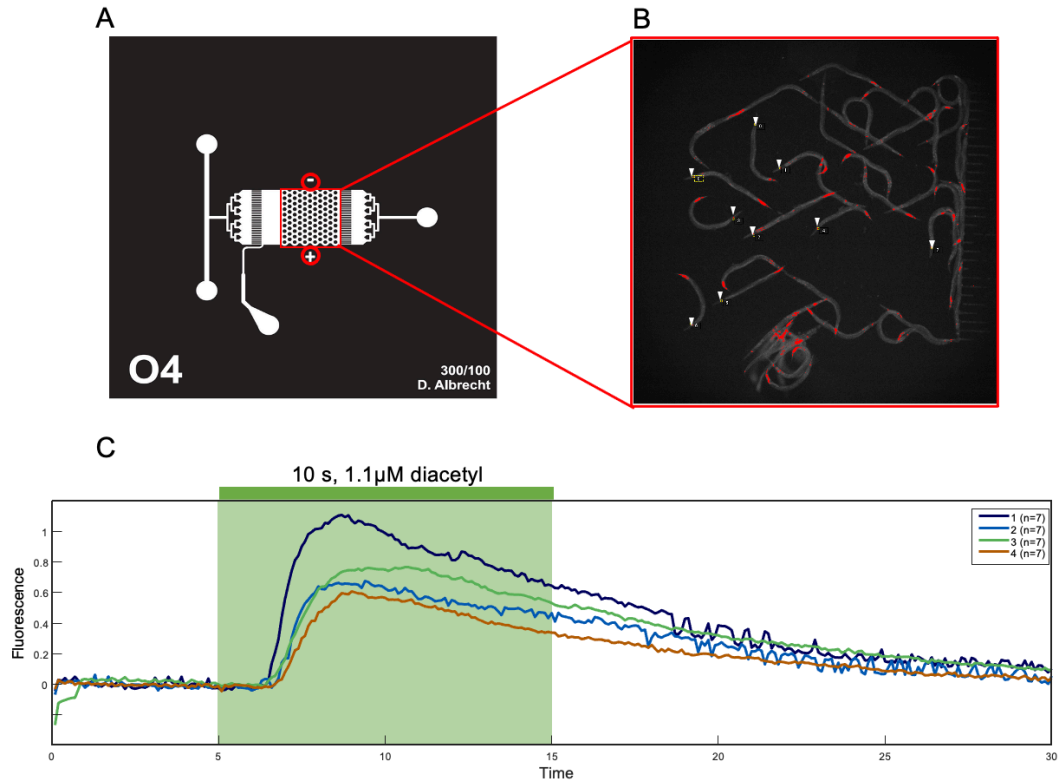 A
B
-
+
O4
300/100
D. Albrecht
C
10 s, 1.1µM diacetyl
1 (n=7)
2 (n=7)
3 (n=7)
4 (n=7)
Fluorescence
1
0.8
0.6
0.4
0.2
0
0 5 10 15 20 25 30
Time